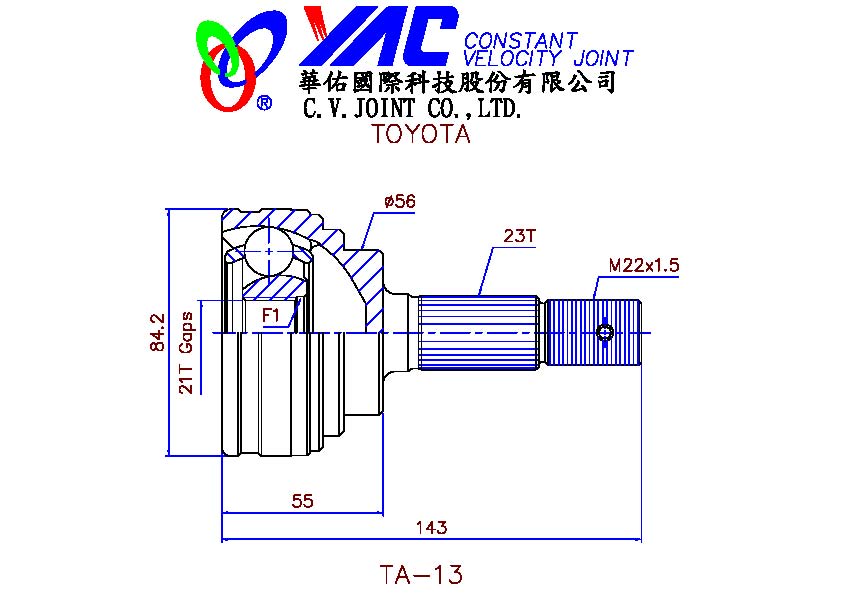 YAC CONSTANT
VELOCITY JOINT
華佑國際科技股份有限公司
®
C.V.JOINT CO.,LTD.
TOYOTA
ø56
23T
M22x1.5
84.2
21T Gaps
F1
55
143
TA-13